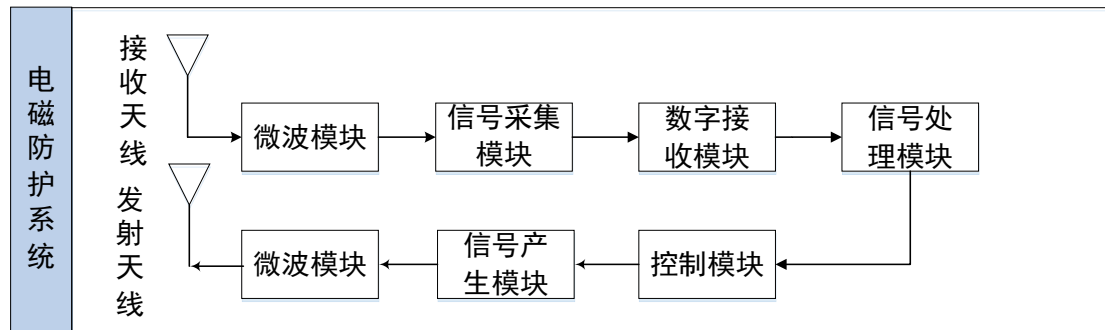 电磁防护系统
接收天线
微波模块
信号采集
模块
数字接
收模块
信号处
理模块
发射天线
微波模块
信号产
生模块
控制模块